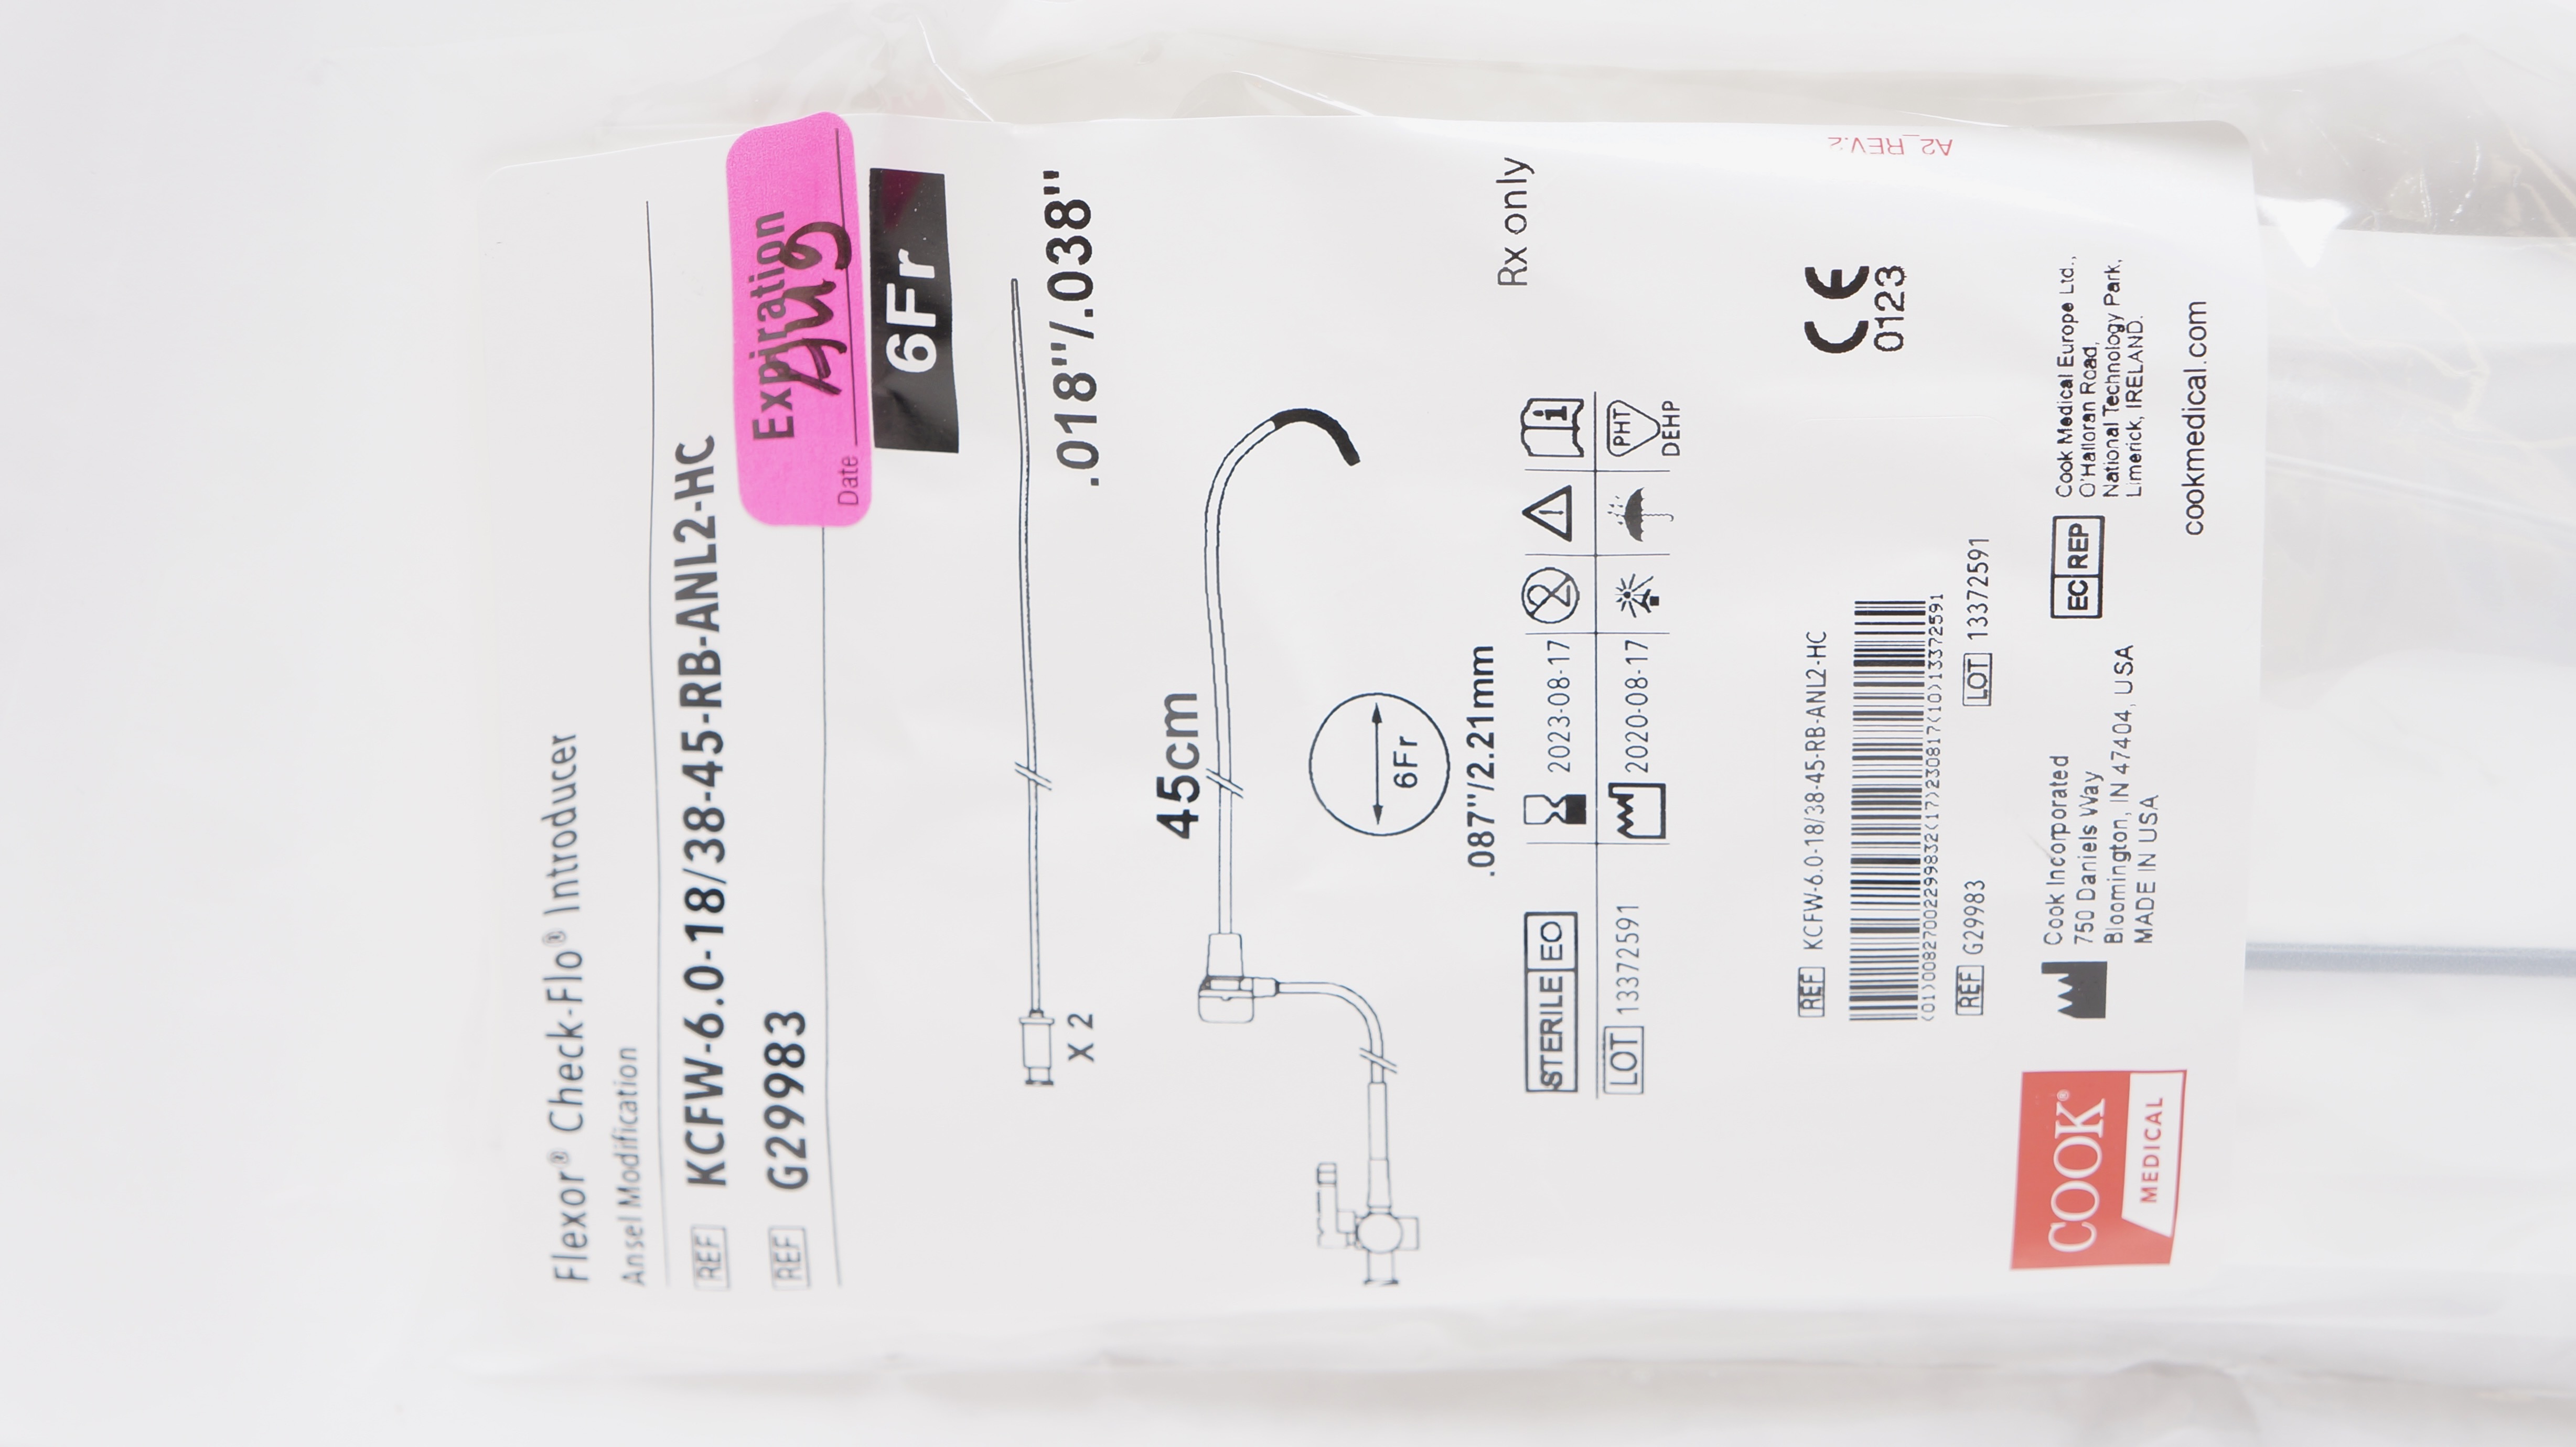 Flexor® Check-Flo® Introducer
Ansel Modification
REF KCFW-6.0-18/38-45-RB-ANL2-HC
REF G29983
Expiration
Aug
Date
6Fr
X 2
.018"/.038"
45cm
6Fr
.087"/2.21mm
Rx only
STERILE EO
2023-08-17
2
!
i
LOT 13372591
2020-08-17
PHT
DEHP
REF KCFW-6.0-18/38-45-RB-ANL2-HC
(01)00827002299832(17)230817(10)13372591
REF G29983
LOT 13372591
CE
0123
A2_REV.2
COOK®
MEDICAL
Cook Incorporated
750 Daniels Way
Bloomington, IN 47404, USA
MADE IN USA
EC REP
Cook Medical Europe Ltd.,
O'Halloran Road,
National Technology Park,
Limerick, IRELAND.
cookmedical.com